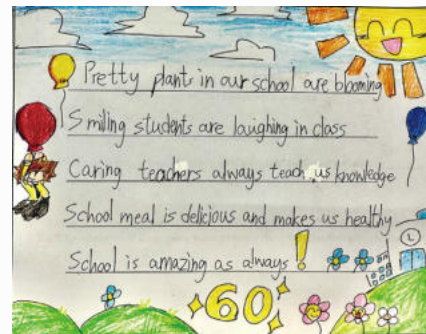 Pretty plants in our school are blooming
Smiling students are laughing in class
Caring teachers always teach us knowledge
School meal is delicious and makes us healthy
School is amazing as always!
60
L